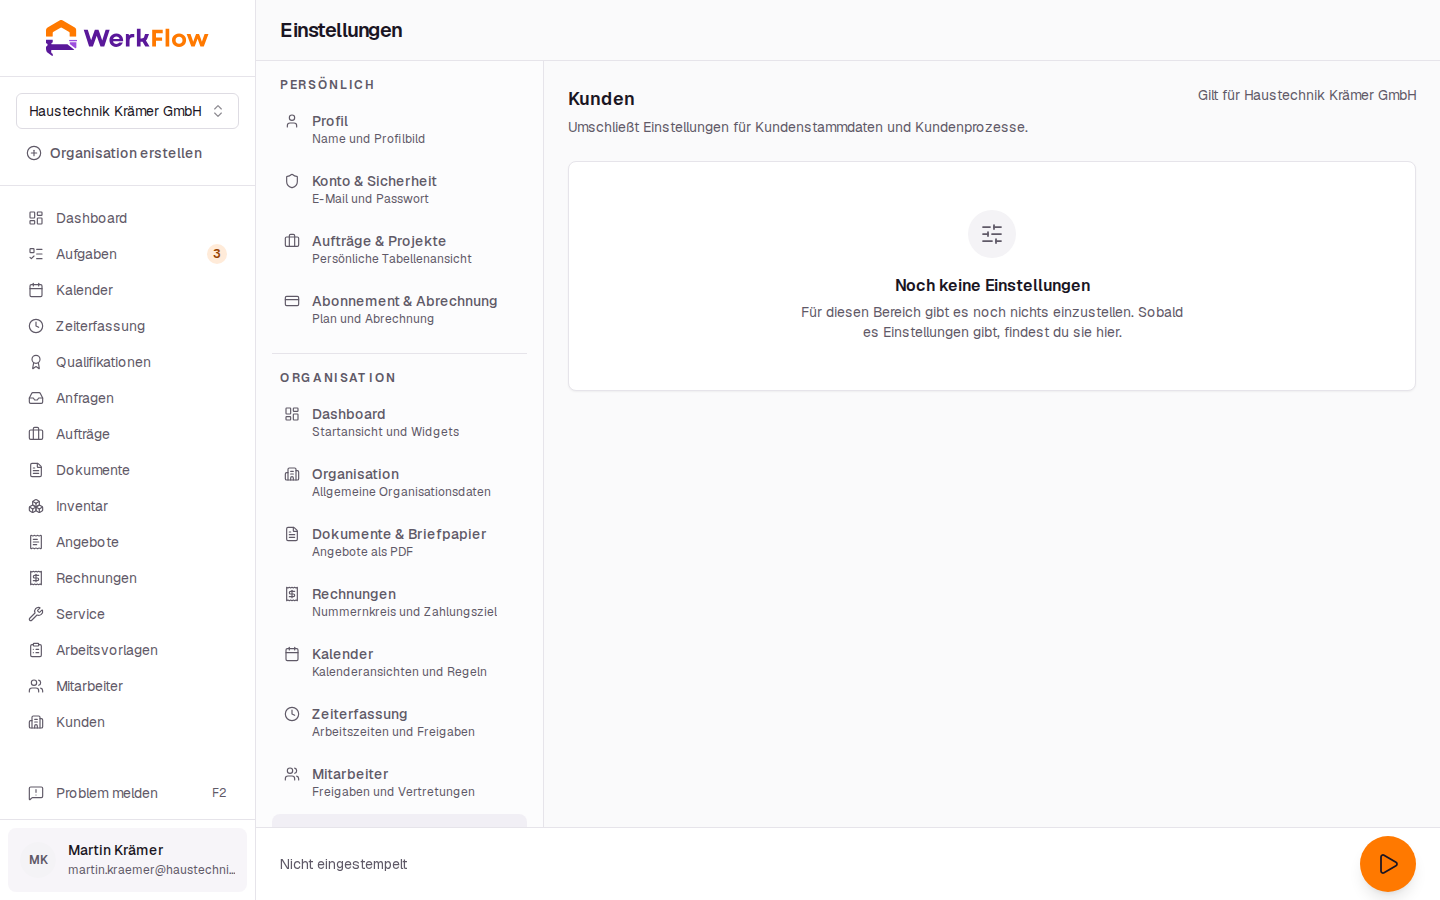 WerkFlow
Haustechnik Krämer GmbH
Organisation erstellen
Dashboard
Aufgaben 3
Kalender
Zeiterfassung
Qualifikationen
Anfragen
Aufträge
Dokumente
Inventar
Angebote
Rechnungen
Service
Arbeitsvorlagen
Mitarbeiter
Kunden
Problem melden F2
MK
Martin Krämer
martin.kraemer@haustechni…
Einstellungen
PERSÖNLICH
Profil
Name und Profilbild
Konto & Sicherheit
E-Mail und Passwort
Aufträge & Projekte
Persönliche Tabellenansicht
Abonnement & Abrechnung
Plan und Abrechnung
ORGANISATION
Dashboard
Startansicht und Widgets
Organisation
Allgemeine Organisationsdaten
Dokumente & Briefpapier
Angebote als PDF
Rechnungen
Nummernkreis und Zahlungsziel
Kalender
Kalenderansichten und Regeln
Zeiterfassung
Arbeitszeiten und Freigaben
Mitarbeiter
Freigaben und Vertretungen
Kunden
Gilt für Haustechnik Krämer GmbH
Umschließt Einstellungen für Kundenstammdaten und Kundenprozesse.
Noch keine Einstellungen
Für diesen Bereich gibt es noch nichts einzustellen. Sobald
es Einstellungen gibt, findest du sie hier.
Nicht eingestempelt